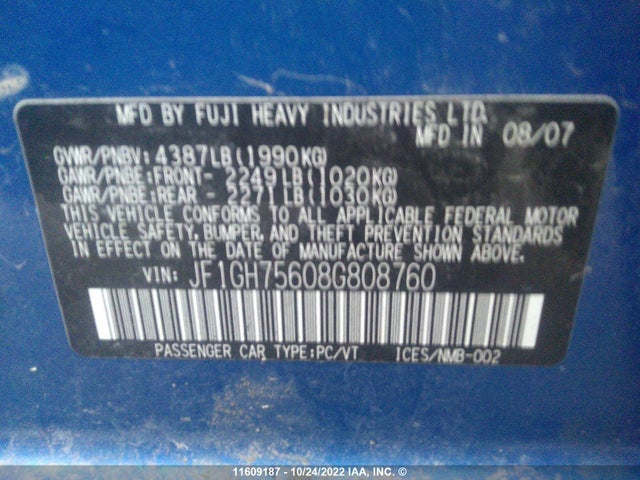 MFD BY FUJI HEAVY INDUSTRIES LTD.
MFD IN 08/07
GVWR/PNBV: 4387LB(1990KG)
GAWR/PNBE:FRONT- 2249LB(1020KG)
GAWR/PNBE:REAR - 2271LB(1030KG)
THIS VEHICLE CONFORMS TO ALL APPLICABLE FEDERAL MOTOR
VEHICLE SAFETY, BUMPER, AND THEFT PREVENTION STANDARDS
IN EFFECT ON THE DATE OF MANUFACTURE SHOWN ABOVE.
VIN: JF1GH75608G808760
PASSENGER CAR TYPE:PC/VT ICES/NMB-002
11609187 - 10/24/2022 IAA, INC. ©